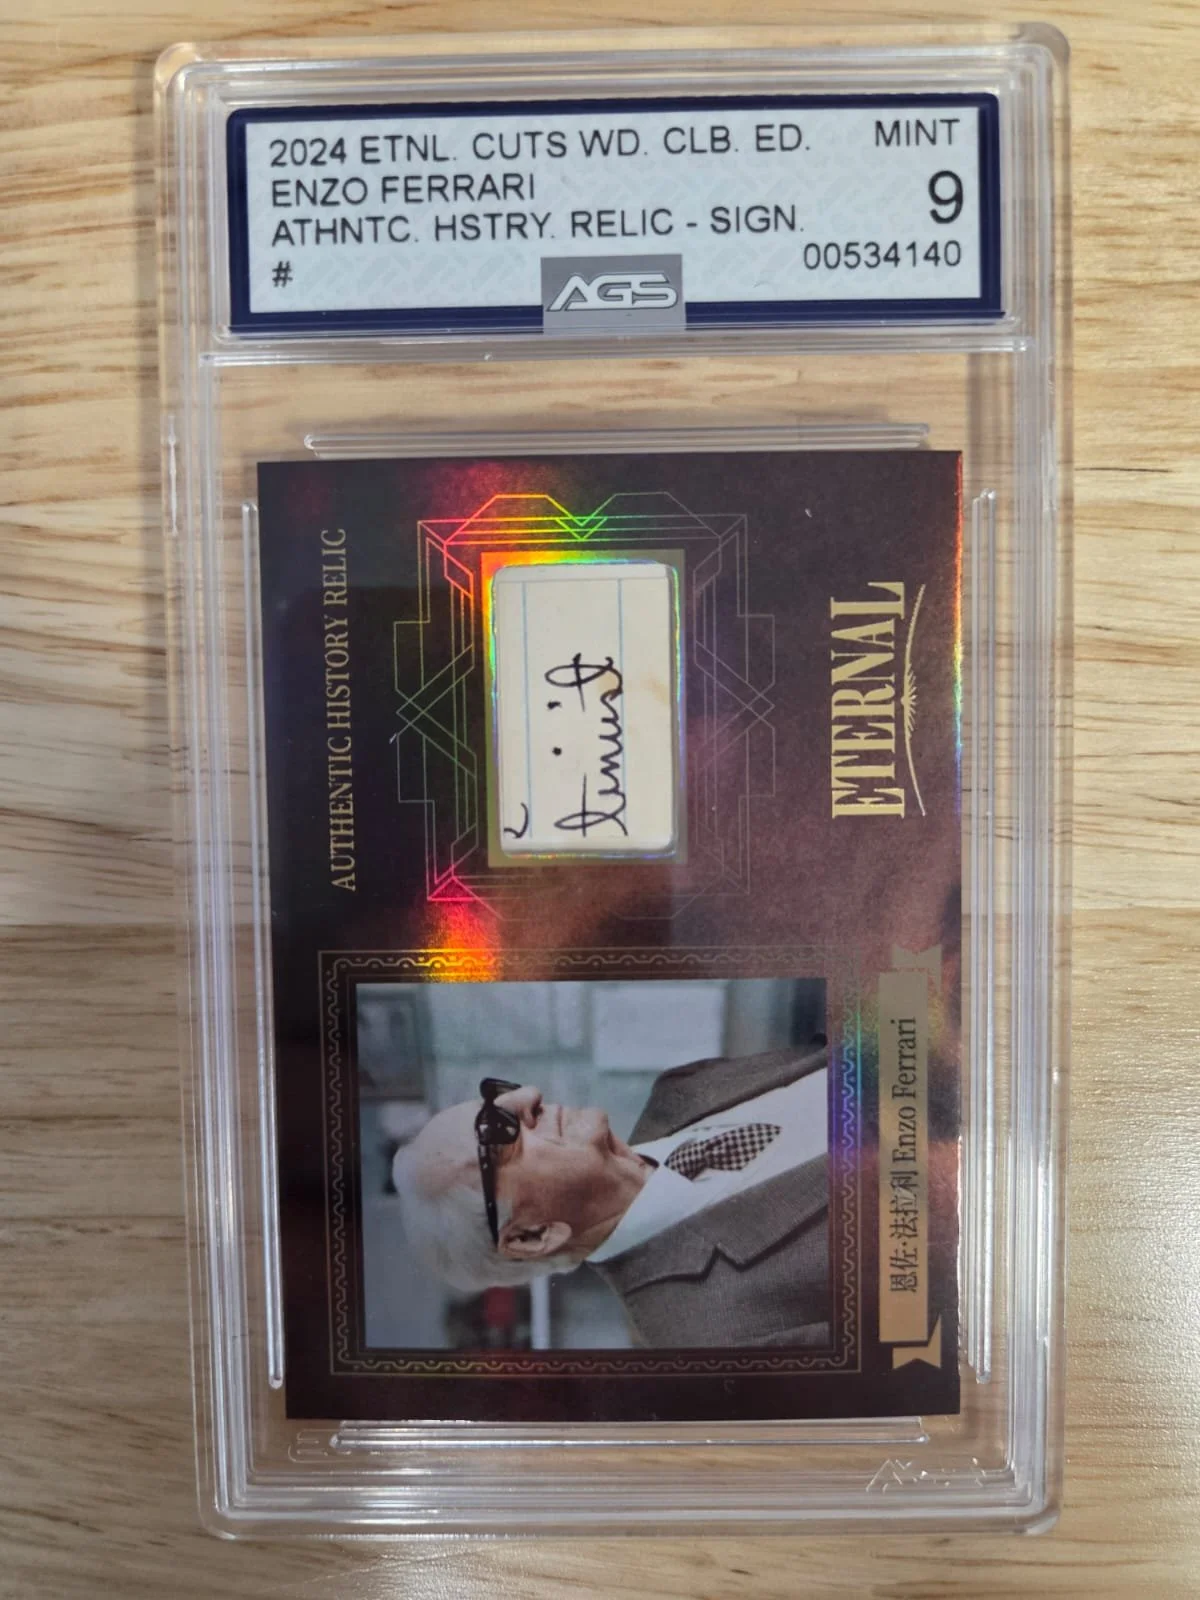 2024 ETNL. CUTS WD. CLB. ED.
MINT
ENZO FERRARI
9
ATHNTC. HSTRY. RELIC - SIGN.
#
00534140
AGS
AUTHENTIC HISTORY RELIC
ETERNAL
恩佐·法拉利 Enzo Ferrari